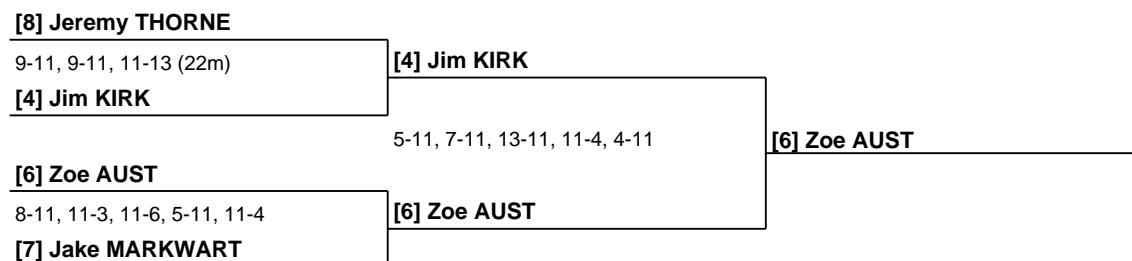 [8] Jeremy THORNE
9-11, 9-11, 11-13 (22m)
[4] Jim KIRK
[4] Jim KIRK
5-11, 7-11, 13-11, 11-4, 4-11
[6] Zoe AUST
[6] Zoe AUST
8-11, 11-3, 11-6, 5-11, 11-4
[6] Zoe AUST
[7] Jake MARKWART